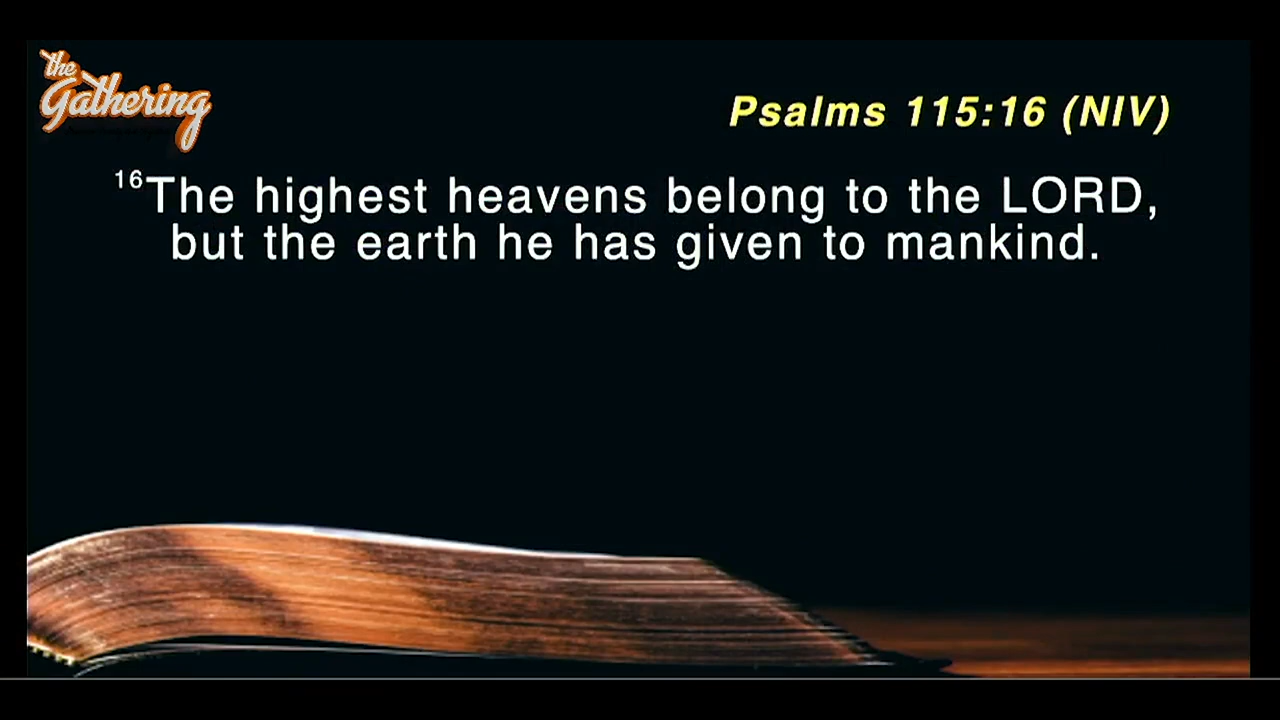 the
Gathering
Psalms 115:16 (NIV)
16The highest heavens belong to the LORD,
but the earth he has given to mankind.